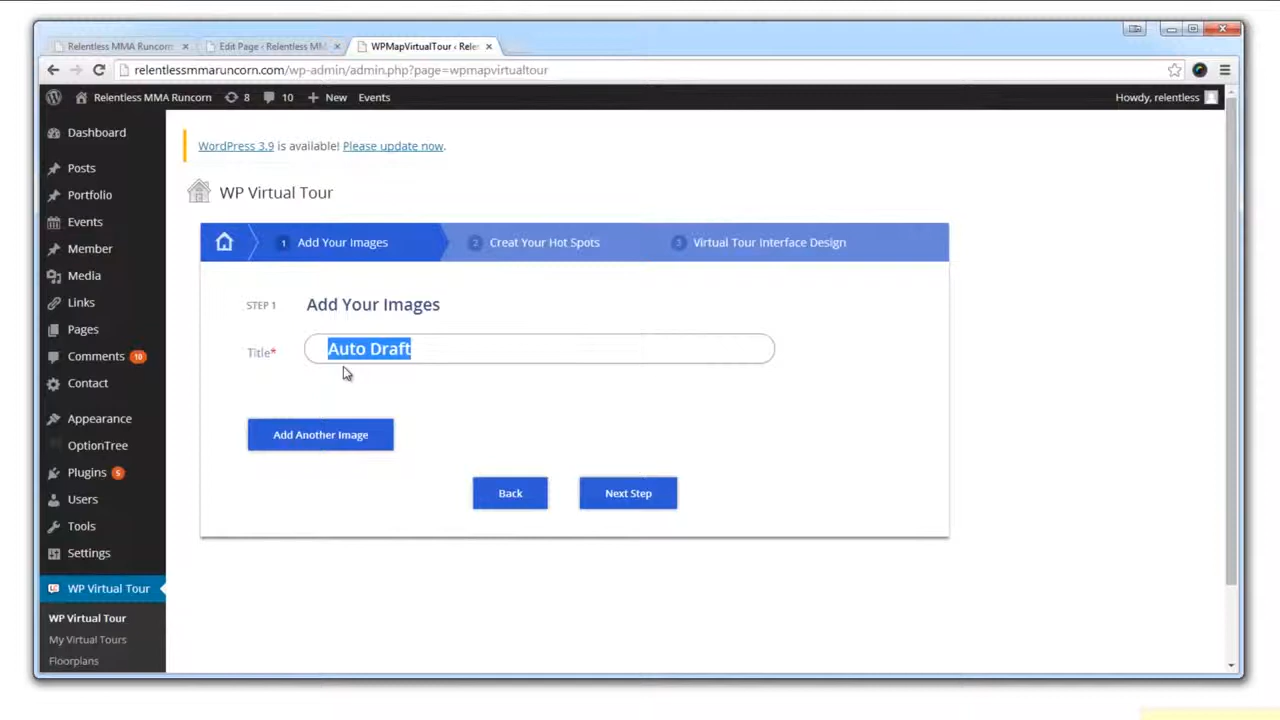 Relentless MMA Runcorn
Edit Page ‹ Relentless MM
WPMapVirtualTour ‹ Rele
relentlessmmaruncorn.com/wp-admin/admin.php?page=wpmapvirtualtour
Relentless MMA Runcorn 8 10 New Events Howdy, relentless
Dashboard
Posts
Portfolio
Events
Member
Media
Links
Pages
Comments 10
Contact
Appearance
OptionTree
Plugins 5
Users
Tools
Settings
WP Virtual Tour
WP Virtual Tour
My Virtual Tours
Floorplans
WordPress 3.9 is available! Please update now.
WP Virtual Tour
1 Add Your Images
2 Creat Your Hot Spots
3 Virtual Tour Interface Design
STEP 1 Add Your Images
Title* Auto Draft
Add Another Image
Back Next Step